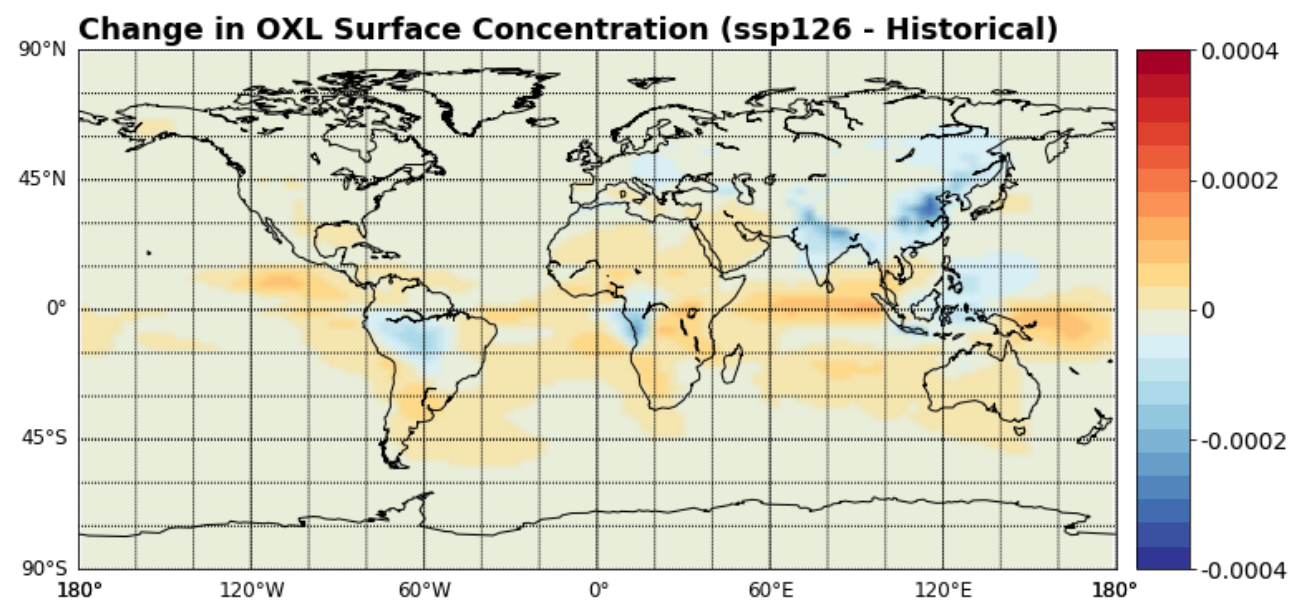 Change in OXL Surface Concentration (ssp126 - Historical)
90°N
45°N
0°
45°S
90°S
180°
120°W
60°W
0°
60°E
120°E
180°
0.0004
0.0002
0
-0.0002
-0.0004